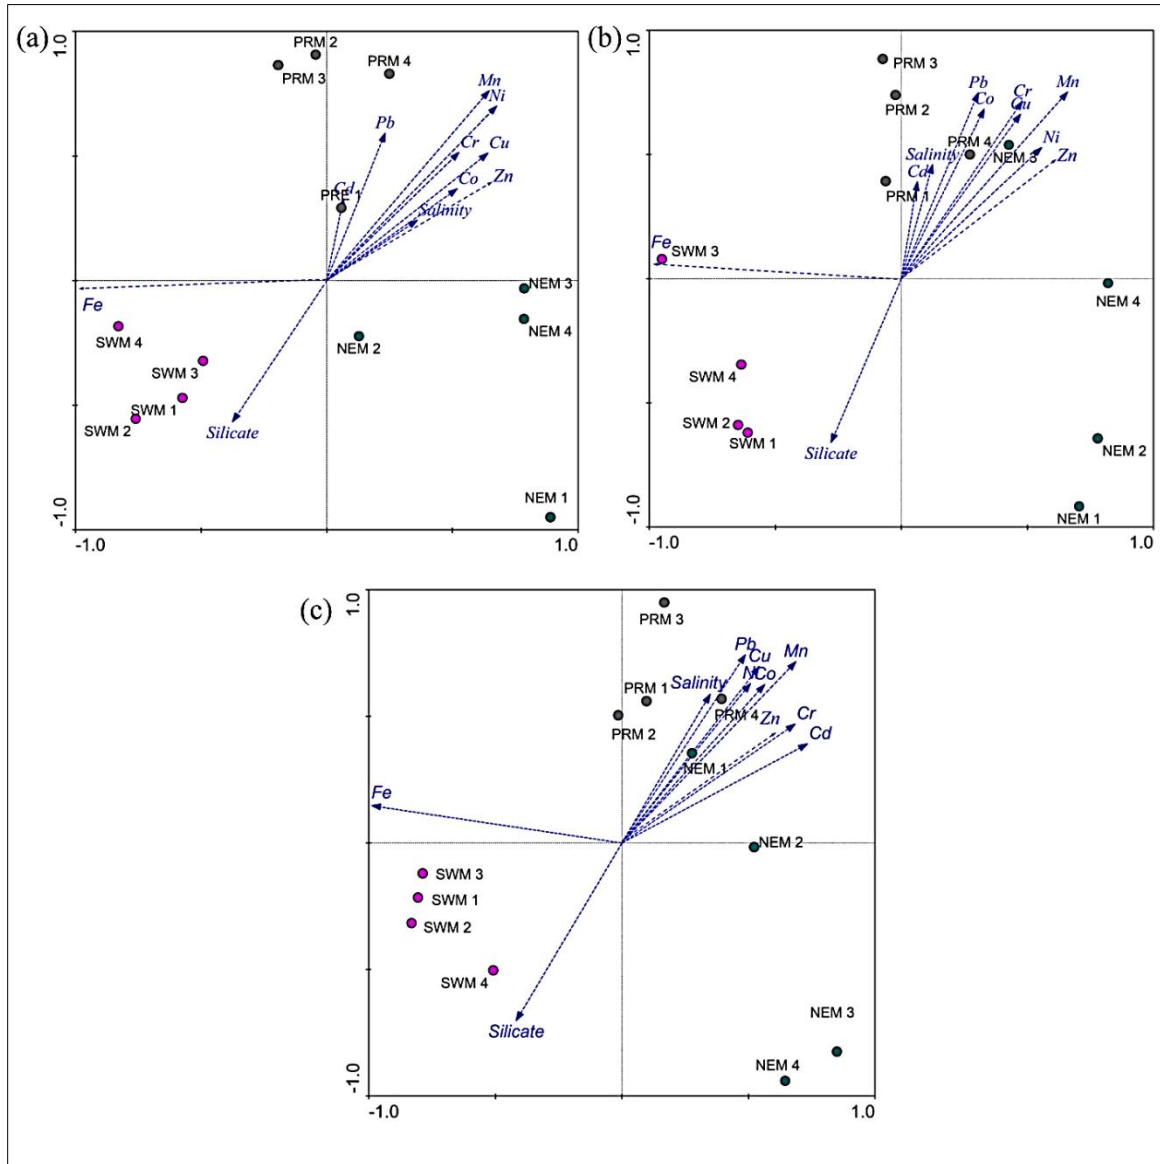 (a)
1.0
PRM 2
PRM 3
PRM 4
Mn
Ni
Pb
Cr
Cu
Co
Zn
Cd
PRE 1
Salinity
Fe
NEM 3
NEM 4
NEM 2
SWM 4
SWM 3
SWM 1
SWM 2
Silicate
NEM 1
-1.0
-1.0
1.0
(b)
1.0
PRM 3
PRM 2
Pb
Co
Cr
Cu
Mn
PRM 4
NEM 3
Ni
Zn
Salinity
Cd
PRM 1
Fe
SWM 3
NEM 4
SWM 4
SWM 2
SWM 1
Silicate
NEM 2
NEM 1
-1.0
-1.0
1.0
(c)
1.0
PRM 3
Pb
Cu
Mn
Co
Salinity
PRM 1
PRM 4
PRM 2
Zn
Cr
Cd
NEM 1
Fe
NEM 2
SWM 3
SWM 1
SWM 2
SWM 4
Silicate
NEM 3
NEM 4
-1.0
-1.0
1.0